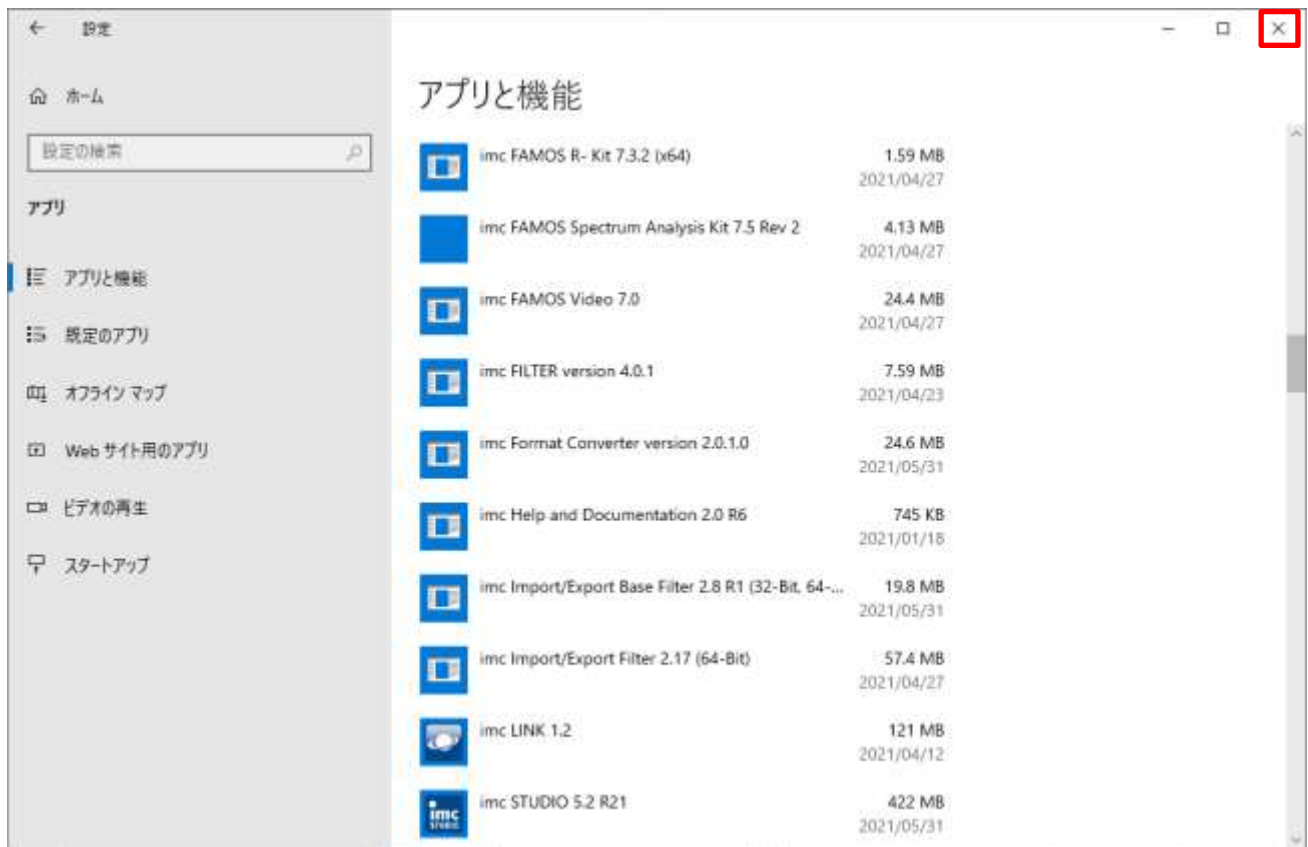 設定
ホーム
設定の検索
アプリ
アプリと機能
既定のアプリ
オフライン マップ
Web サイト用のアプリ
ビデオの再生
スタートアップ
アプリと機能
imc FAMOS R- Kit 7.3.2 (x64) 1.59 MB
2021/04/27
imc FAMOS Spectrum Analysis Kit 7.5 Rev 2 4.13 MB
2021/04/27
imc FAMOS Video 7.0 24.4 MB
2021/04/27
imc FILTER version 4.0.1 7.59 MB
2021/04/23
imc Format Converter version 2.0.1.0 24.6 MB
2021/05/31
imc Help and Documentation 2.0 R6 745 KB
2021/01/18
imc Import/Export Base Filter 2.8 R1 (32-Bit, 64-... 19.8 MB
2021/05/31
imc Import/Export Filter 2.17 (64-Bit) 57.4 MB
2021/04/27
imc LINK 1.2 121 MB
2021/04/12
imc STUDIO 5.2 R21 422 MB
imc
STUDIO
2021/05/31